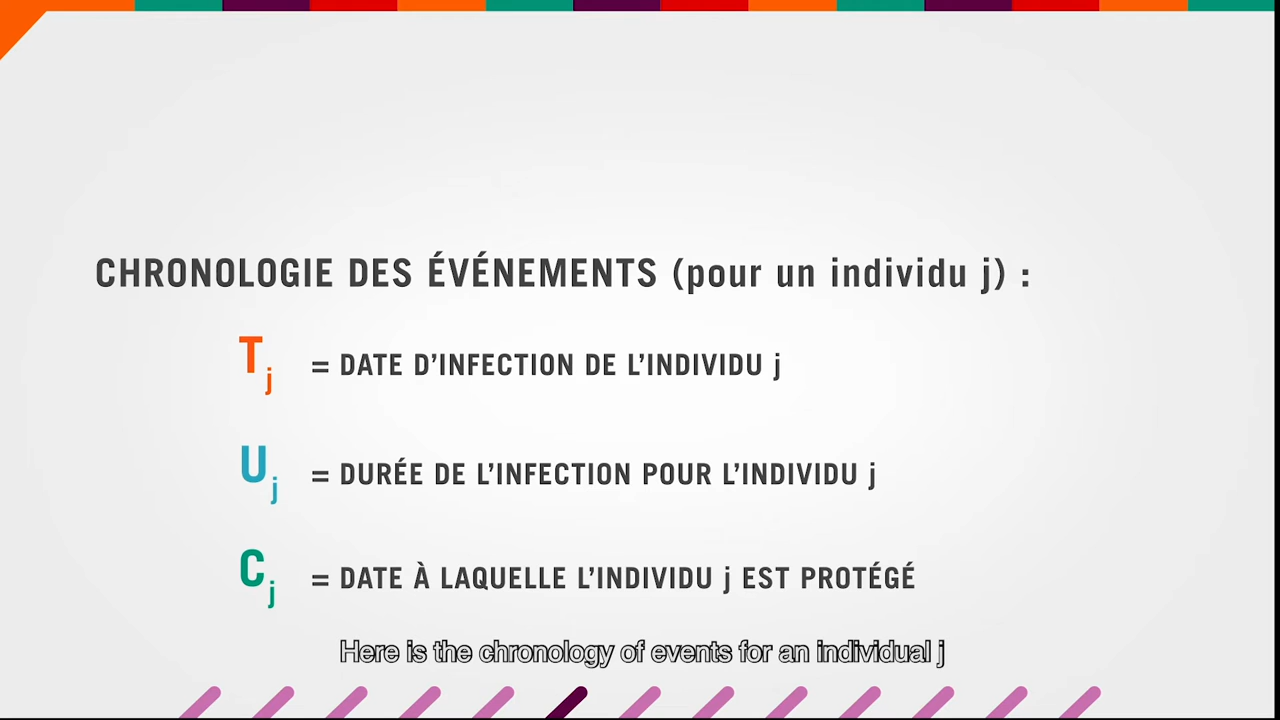 CHRONOLOGIE DES ÉVÉNEMENTS (pour un individu j) :
Tj = DATE D'INFECTION DE L'INDIVIDU j
Uj = DURÉE DE L'INFECTION POUR L'INDIVIDU j
Cj = DATE À LAQUELLE L'INDIVIDU j EST PROTÉGÉ
Here is the chronology of events for an individual j